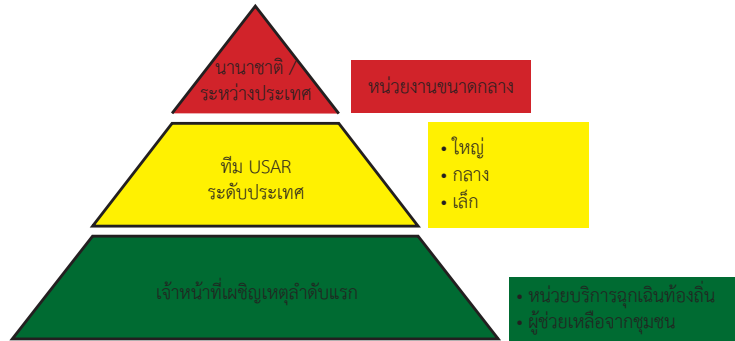 นานาชาติ /
ระหว่างประเทศ
หน่วยงานขนาดกลาง
ทีม USAR
ระดับประเทศ
• ใหญ่
• กลาง
• เล็ก
เจ้าหน้าที่เผชิญเหตุลำดับแรก
• หน่วยบริการฉุกเฉินท้องถิ่น
• ผู้ช่วยเหลือจากชุมชน